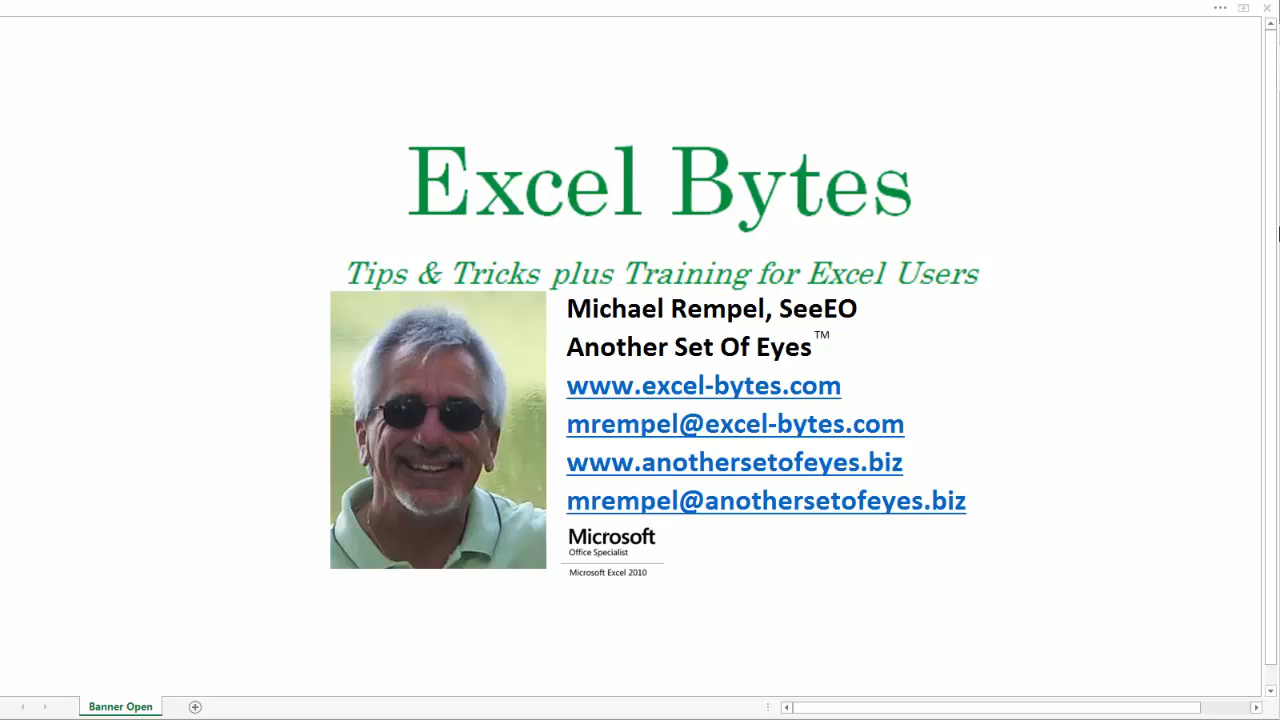 Excel Bytes
Tips & Tricks plus Training for Excel Users
Michael Rempel, SeeEO
Another Set Of Eyes™
www.excel-bytes.com
mrempel@excel-bytes.com
www.anothersetofeyes.biz
mrempel@anothersetofeyes.biz
Microsoft
Office Specialist
Microsoft Excel 2010
Banner Open